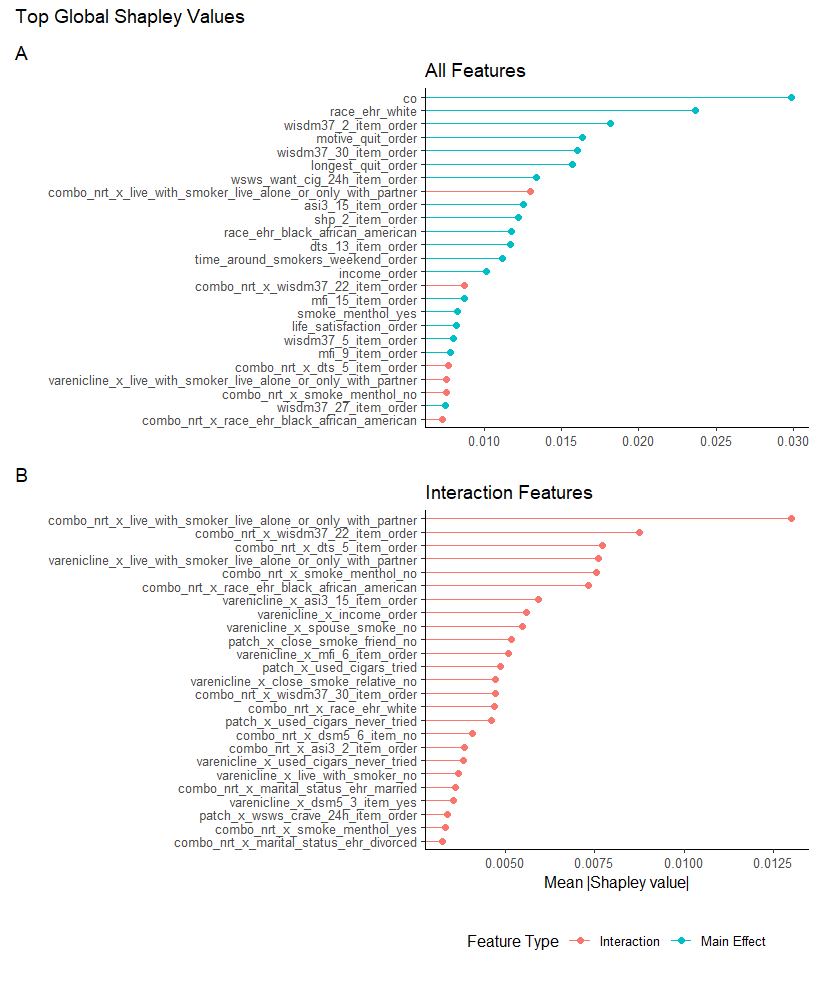 Top Global Shapley Values
A
All Features
co
race_ehr_white
wisdm37_2_item_order
motive_quit_order
wisdm37_30_item_order
longest_quit_order
wsws_want_cig_24h_item_order
combo_nrt_x_live_with_smoker_live_alone_or_only_with_partner
asi3_15_item_order
shp_2_item_order
race_ehr_black_african_american
dts_13_item_order
time_around_smokers_weekend_order
income_order
combo_nrt_x_wisdm37_22_item_order
mfi_15_item_order
smoke_menthol_yes
life_satisfaction_order
wisdm37_5_item_order
mfi_9_item_order
combo_nrt_x_dts_5_item_order
varenicline_x_live_with_smoker_live_alone_or_only_with_partner
combo_nrt_x_smoke_menthol_no
wisdm37_27_item_order
combo_nrt_x_race_ehr_black_african_american
0.010 0.015 0.020 0.025 0.030
B
Interaction Features
combo_nrt_x_live_with_smoker_live_alone_or_only_with_partner
combo_nrt_x_wisdm37_22_item_order
combo_nrt_x_dts_5_item_order
varenicline_x_live_with_smoker_live_alone_or_only_with_partner
combo_nrt_x_smoke_menthol_no
combo_nrt_x_race_ehr_black_african_american
varenicline_x_asi3_15_item_order
varenicline_x_income_order
varenicline_x_spouse_smoke_no
patch_x_close_smoke_friend_no
varenicline_x_mfi_6_item_order
patch_x_used_cigars_tried
varenicline_x_close_smoke_relative_no
combo_nrt_x_wisdm37_30_item_order
combo_nrt_x_race_ehr_white
patch_x_used_cigars_never_tried
combo_nrt_x_dsm5_6_item_no
combo_nrt_x_asi3_2_item_order
varenicline_x_used_cigars_never_tried
varenicline_x_live_with_smoker_no
combo_nrt_x_marital_status_ehr_married
varenicline_x_dsm5_3_item_yes
patch_x_wsws_crave_24h_item_order
combo_nrt_x_smoke_menthol_yes
combo_nrt_x_marital_status_ehr_divorced
0.0050 0.0075 0.0100 0.0125
Mean |Shapley value|
Feature Type Interaction Main Effect